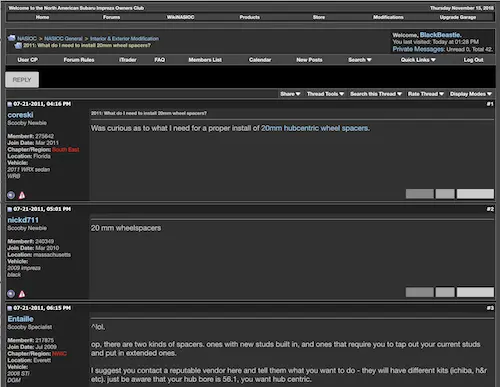 Welcome to the North American Subaru Impreza Owners Club Thursday November 15, 2018
Home Forums WikiNASIOC Products Store Modifications Upgrade Garage
NASIOC > NASIOC General > Interior & Exterior Modification
2011: What do I need to install 20mm wheel spacers?
Welcome, BlackBeastie.
You last visited: Today at 01:28 PM
Private Messages: Unread 0, Total 42.
User CP Forum Rules iTrader FAQ Members List Calendar New Posts Search Quick Links Log Out
REPLY
Share Thread Tools Search this Thread Rate Thread Display Modes
07-21-2011, 04:16 PM #1
coreski
Scooby Newbie
Member#: 275842
Join Date: Mar 2011
Chapter/Region: South East
Location: Florida
Vehicle:
2011 WRX sedan
WRB
2011: What do I need to install 20mm wheel spacers?
Was curious as to what I need for a proper install of 20mm hubcentric wheel spacers.
07-21-2011, 05:01 PM #2
nickd711
Scooby Newbie
Member#: 240349
Join Date: Mar 2010
Location: massachusetts
Vehicle:
2009 impreza
black
20 mm wheelspacers
07-21-2011, 06:15 PM #3
Entaille
Scooby Specialist
Member#: 217875
Join Date: Jul 2009
Chapter/Region: NWIC
Location: Everett
Vehicle:
2008 STi
DGM
^lol.
op, there are two kinds of spacers. ones with new studs built in, and ones that require you to tap out your current studs
and put in extended ones.
I suggest you contact a reputable vendor here and tell them what you want to do - they will have different kits (ichiba, h&r
etc). just be aware that your hub bore is 56.1, you want hub centric.